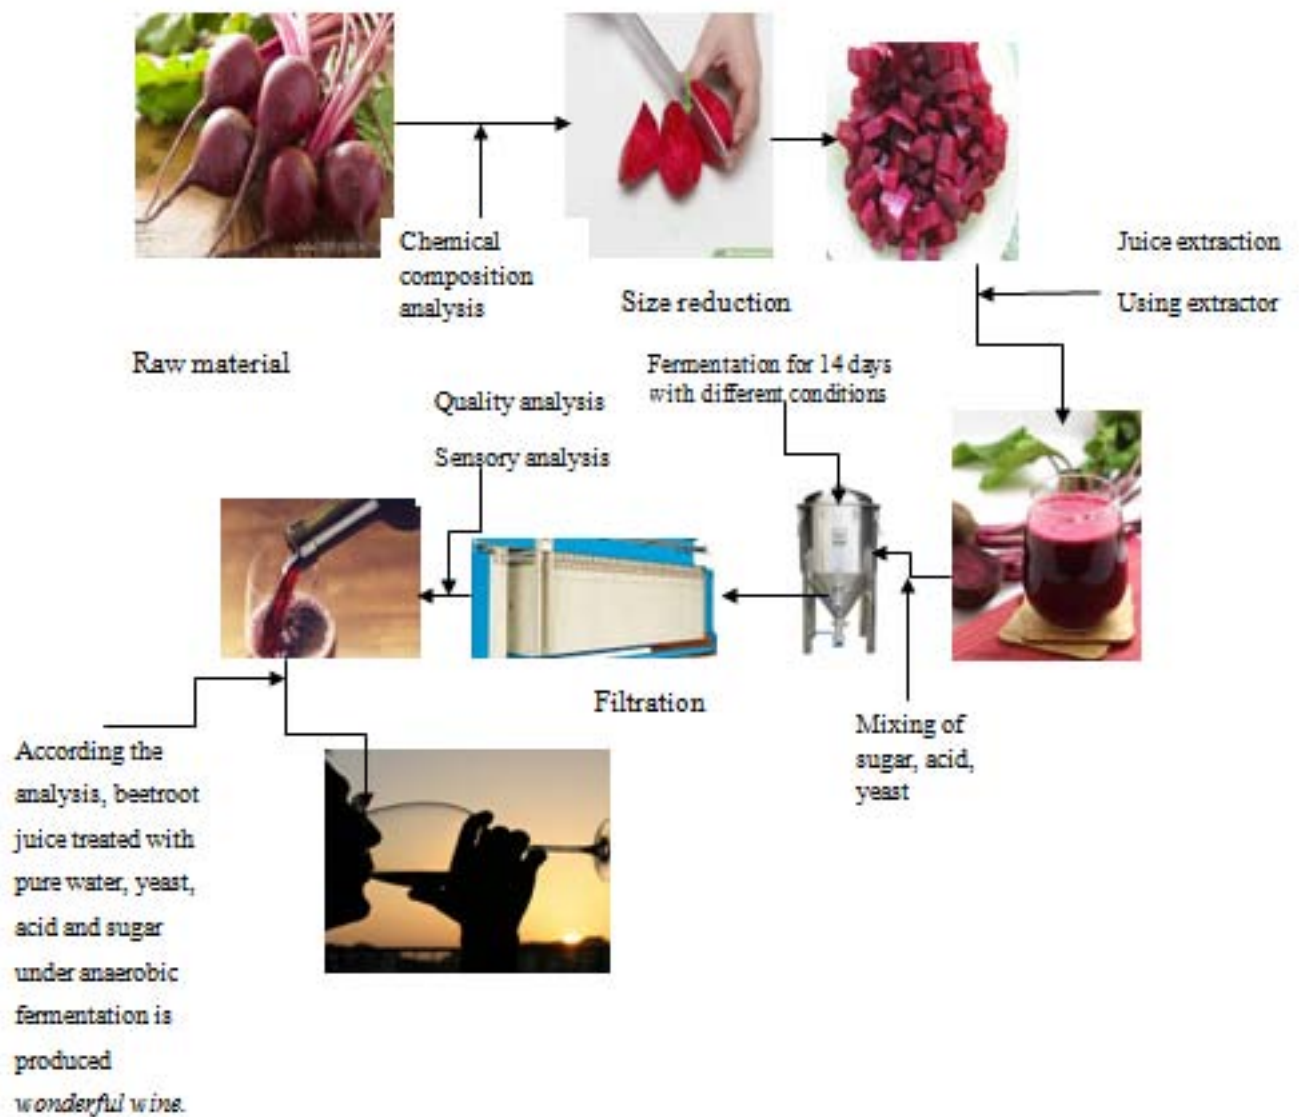 Chemical
composition
analysis
Size reduction
Juice extraction
Using extractor
Raw material
Fermentation for 14 days
with different conditions
Quality analysis
Sensory analysis
Filtration
Mixing of
sugar, acid,
yeast
According the
analysis, beetroot
juice treated with
pure water, yeast,
acid and sugar
under anaerobic
fermentation is
produced
wonderful wine.